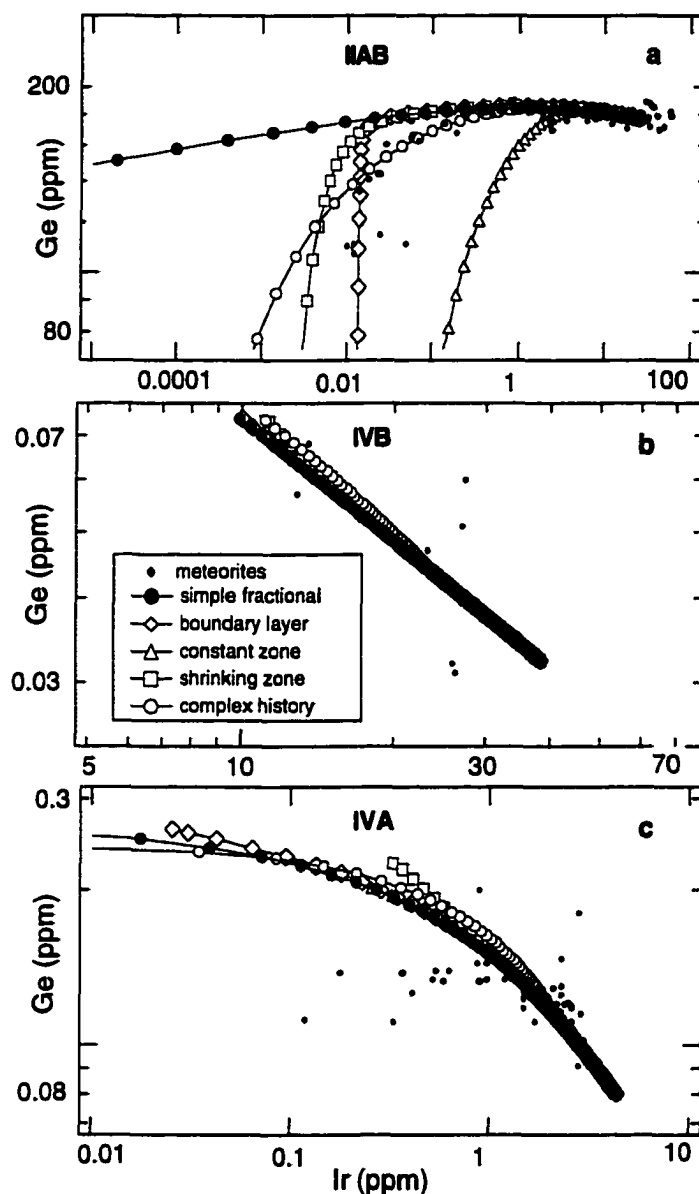 IIAB
a
200
80
Ge (ppm)
0.0001
0.01
1
100
IVB
b
0.07
0.03
Ge (ppm)
meteorites
simple fractional
boundary layer
constant zone
shrinking zone
complex history
5
10
30
70
IVA
c
0.3
0.08
Ge (ppm)
0.01
0.1
1
10
Ir (ppm)